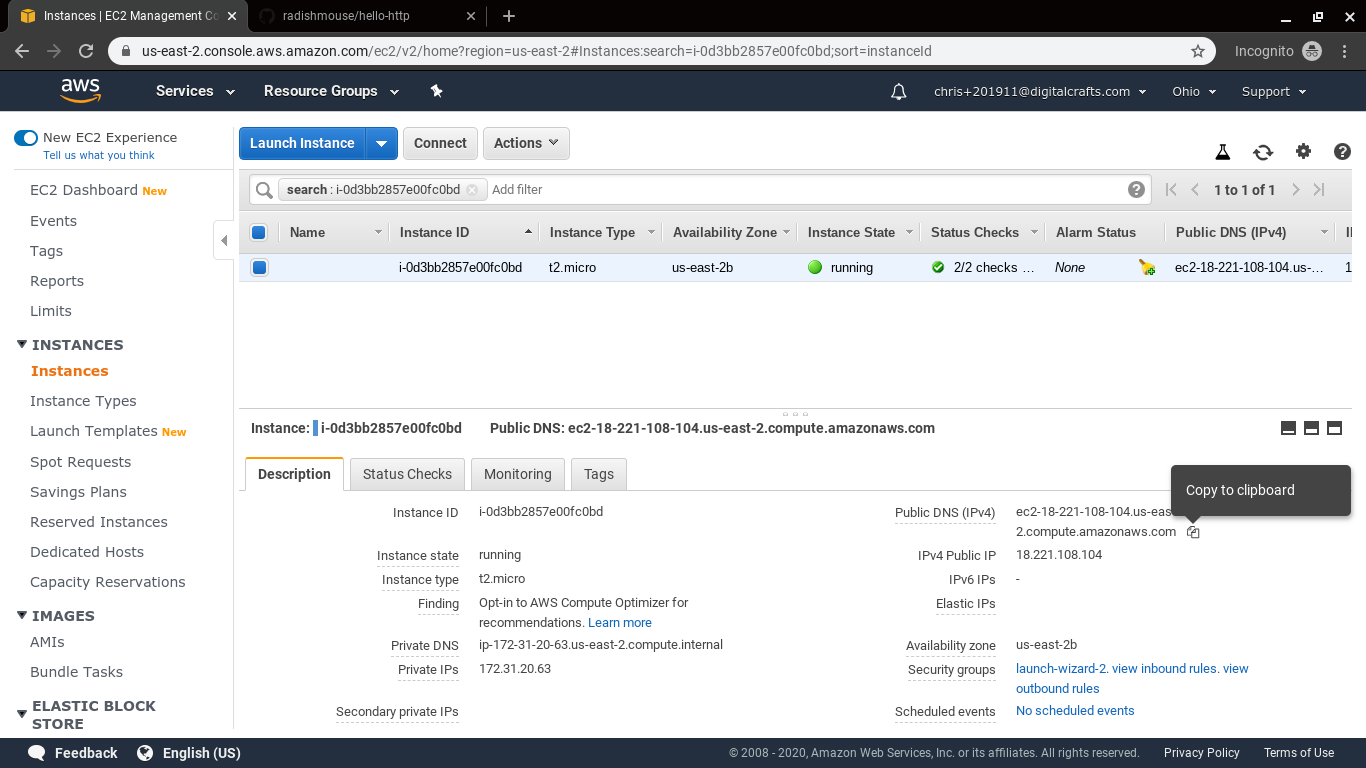 Instances | EC2 Management Co
radishmouse/hello-http
us-east-2.console.aws.amazon.com/ec2/v2/home?region=us-east-2#Instances:search=i-0d3bb2857e00fc0bd;sort=instanceId
Incognito
aws
Services
Resource Groups
chris+201911@digitalcrafts.com
Ohio
Support
New EC2 Experience
Tell us what you think
EC2 Dashboard New
Events
Tags
Reports
Limits
INSTANCES
Instances
Instance Types
Launch Templates New
Spot Requests
Savings Plans
Reserved Instances
Dedicated Hosts
Capacity Reservations
IMAGES
AMIs
Bundle Tasks
ELASTIC BLOCK
STORE
Launch Instance
Connect
Actions
search : i-0d3bb2857e00fc0bd
Add filter
1 to 1 of 1
Name
Instance ID
Instance Type
Availability Zone
Instance State
Status Checks
Alarm Status
Public DNS (IPv4)
i-0d3bb2857e00fc0bd
t2.micro
us-east-2b
running
2/2 checks …
None
ec2-18-221-108-104.us-…
1
Instance: i-0d3bb2857e00fc0bd
Public DNS: ec2-18-221-108-104.us-east-2.compute.amazonaws.com
Description
Status Checks
Monitoring
Tags
Copy to clipboard
Instance ID
i-0d3bb2857e00fc0bd
Instance state
running
Instance type
t2.micro
Finding
Opt-in to AWS Compute Optimizer for
recommendations. Learn more
Private DNS
ip-172-31-20-63.us-east-2.compute.internal
Private IPs
172.31.20.63
Secondary private IPs
Public DNS (IPv4)
ec2-18-221-108-104.us-eas
2.compute.amazonaws.com
IPv4 Public IP
18.221.108.104
IPv6 IPs
-
Elastic IPs
Availability zone
us-east-2b
Security groups
launch-wizard-2. view inbound rules. view
outbound rules
Scheduled events
No scheduled events
Feedback
English (US)
© 2008 - 2020, Amazon Web Services, Inc. or its affiliates. All rights reserved.
Privacy Policy
Terms of Use